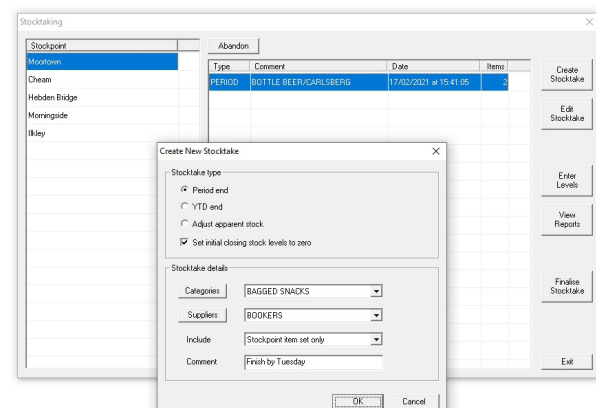 Stocktaking
Stockpoint
Abandon
Moortown
Cheam
Hebden Bridge
Morningside
Ilkley
Type Comment Date Items
PERIOD BOTTLE BEER/CARLSBERG 17/02/2021 at 15:41:05 2
Create
Stocktake
Edit
Stocktake
Enter
Levels
View
Reports
Finalise
Stocktake
Exit
Create New Stocktake
Stocktake type
Period end
YTD end
Adjust apparent stock
Set initial closing stock levels to zero
Stocktake details
Categories BAGGED SNACKS
Suppliers BOOKERS
Include Stockpoint item set only
Comment Finish by Tuesday
OK Cancel